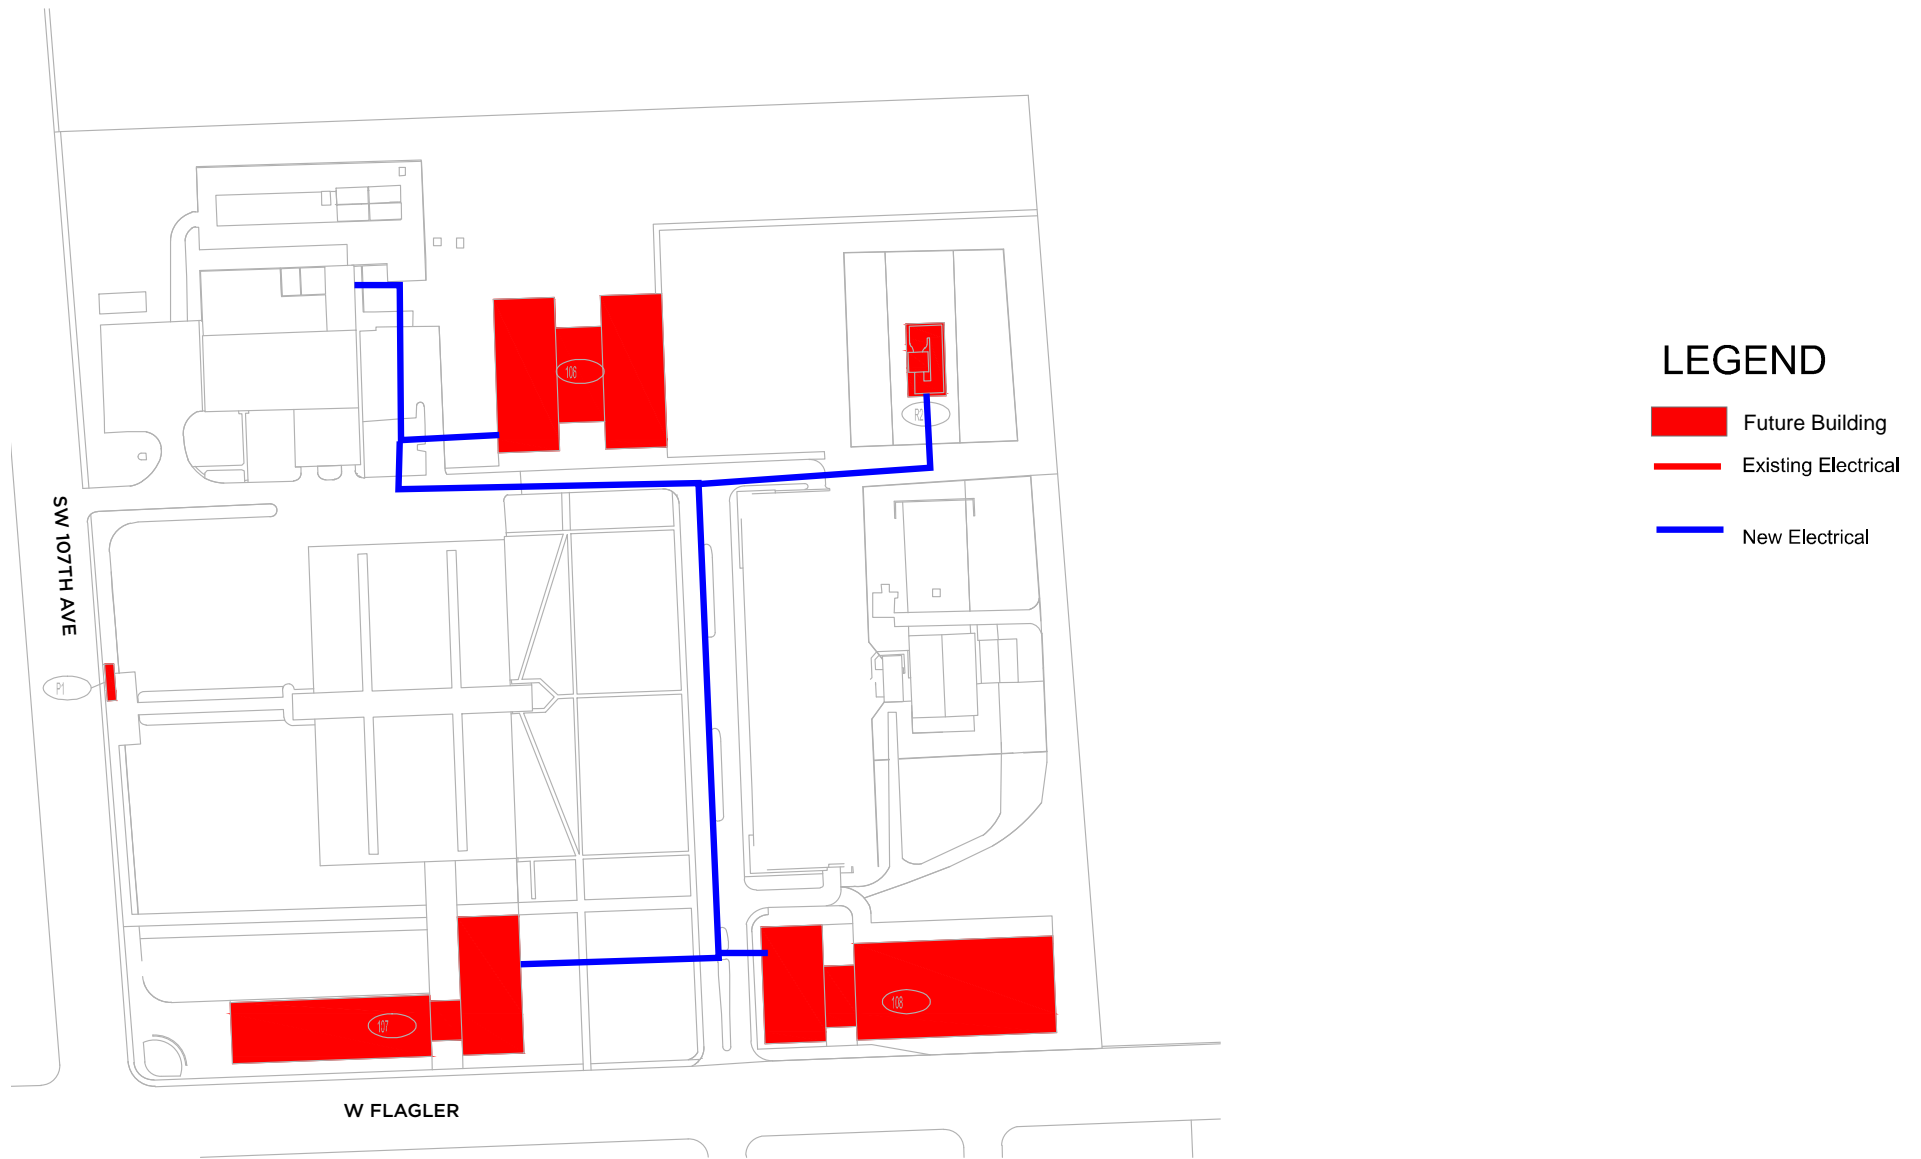 LEGEND
Future Building
Existing Electrical
New Electrical
106
R2
SW 107TH AVE
P1
108
107
W FLAGLER